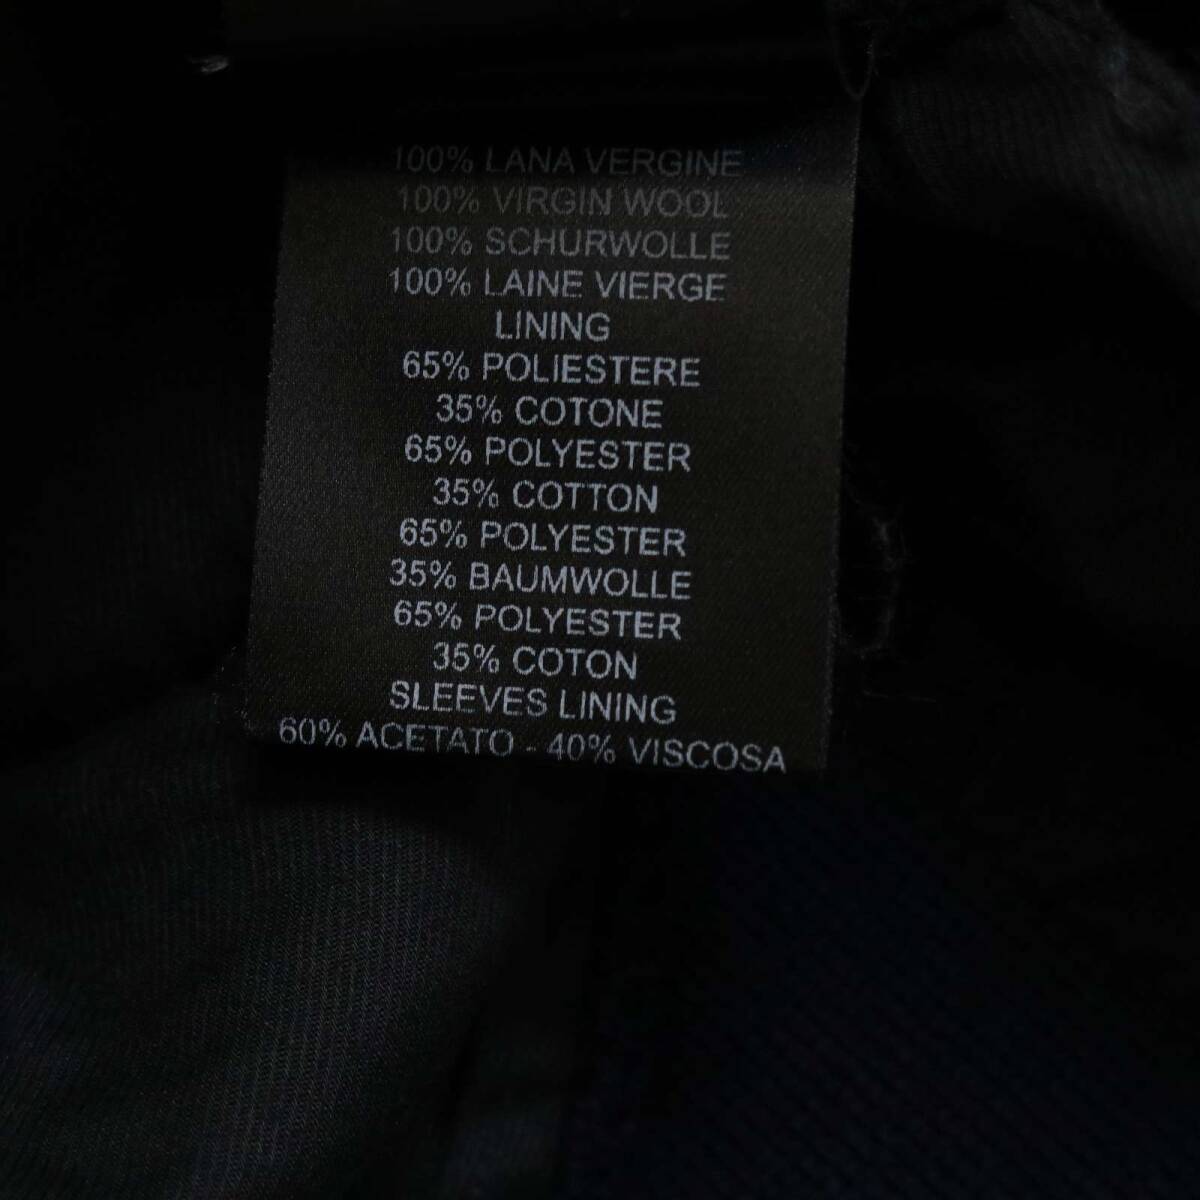 100% LANA VERGINE
100% VIRGIN WOOL
100% SCHURWOLLE
100% LAINE VIERGE
LINING
65% POLIESTERE
35% COTONE
65% POLYESTER
35% COTTON
65% POLYESTER
35% BAUMWOLLE
65% POLYESTER
35% COTON
SLEEVES LINING
60% ACETATO - 40% VISCOSA